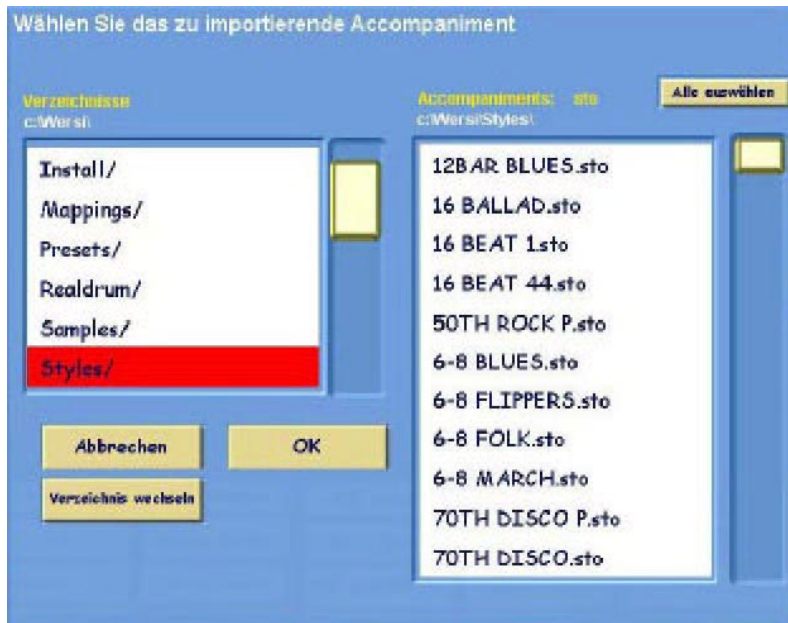 Wählen Sie das zu importierende Accompaniment
Verzeichnisse
c:\Wersi\
Install/
Mappings/
Presets/
Realdrum/
Samples/
Styles/
Abbrechen
OK
Verzeichnis wechseln
Accompaniments: sto
c:\Wersi\Styles\
Alle auswählen
12BAR BLUES.sto
16 BALLAD.sto
16 BEAT 1.sto
16 BEAT 44.sto
50TH ROCK P.sto
6-8 BLUES.sto
6-8 FLIPPERS.sto
6-8 FOLK.sto
6-8 MARCH.sto
70TH DISCO P.sto
70TH DISCO.sto